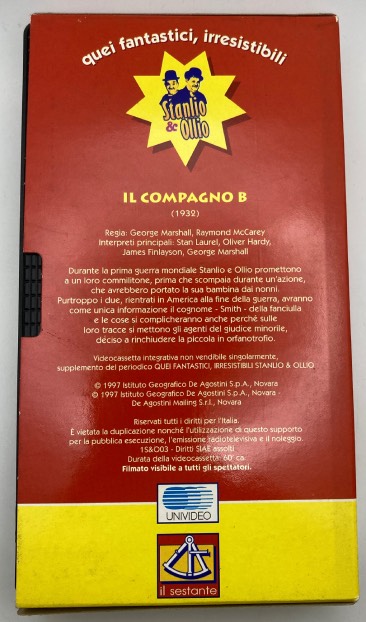 quei fantastici, irresistibili
Stanlio
& Ollio
IL COMPAGNO B
(1932)
Regia: George Marshall, Raymond McCarey
Interpreti principali: Stan Laurel, Oliver Hardy,
James Finlayson, George Marshall
Durante la prima guerra mondiale Stanlio e Ollio promettono
a un loro commilitone, prima che scompaia durante un'azione,
che avrebbero portato la sua bambina dai nonni.
Purtroppo i due, rientrati in America alla fine della guerra, avranno
come unica informazione il cognome - Smith - della fanciulla
e le cose si complicheranno anche perché sulle
loro tracce si mettono gli agenti del giudice minorile,
deciso a rinchiudere la piccola in orfanotrofio.
Videocassetta integrativa non vendibile singolarmente,
supplemento del periodico QUEI FANTASTICI, IRRESISTIBILI STANLIO & OLLIO
© 1997 Istituto Geografico De Agostini S.p.A., Novara
© 1997 Istituto Geografico De Agostini S.p.A., Novara -
De Agostini Mailing S.r.l., Novara
Riservati tutti i diritti per l'Italia.
È vietata la duplicazione nonché l'utilizzazione di questo supporto
per la pubblica esecuzione, l'emissione radiotelevisiva e il noleggio.
1S&003 - Diritti SIAE assolti
Durata della videocassetta: 60' ca.
Filmato visibile a tutti gli spettatori.
UNIVIDEO
il sestante